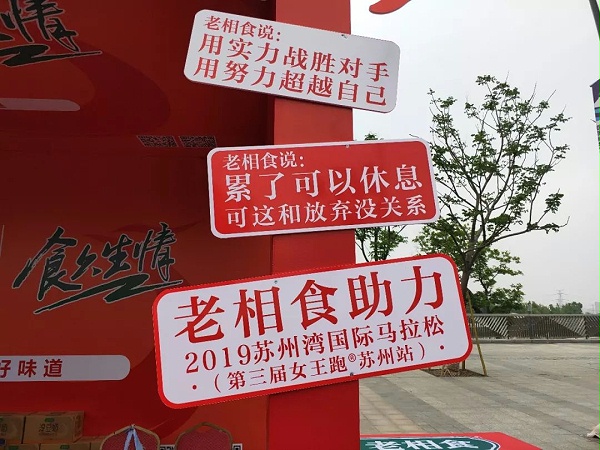 老相食说：
用实力战胜对手
用努力超越自己
老相食说：
累了可以休息
可这和放弃没关系
食久生情
好味道
老相食助力
2019苏州湾国际马拉松
·（第三届女王跑®苏州站）·
老相食